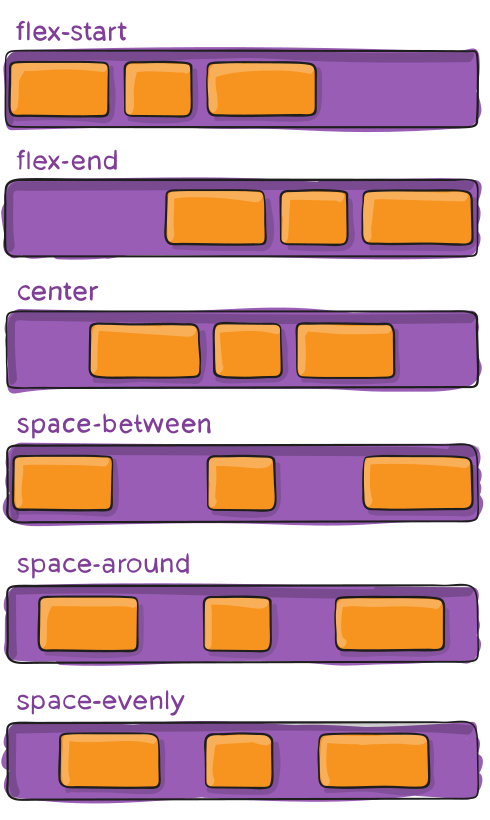 flex-start
flex-end
center
space-between
space-around
space-evenly